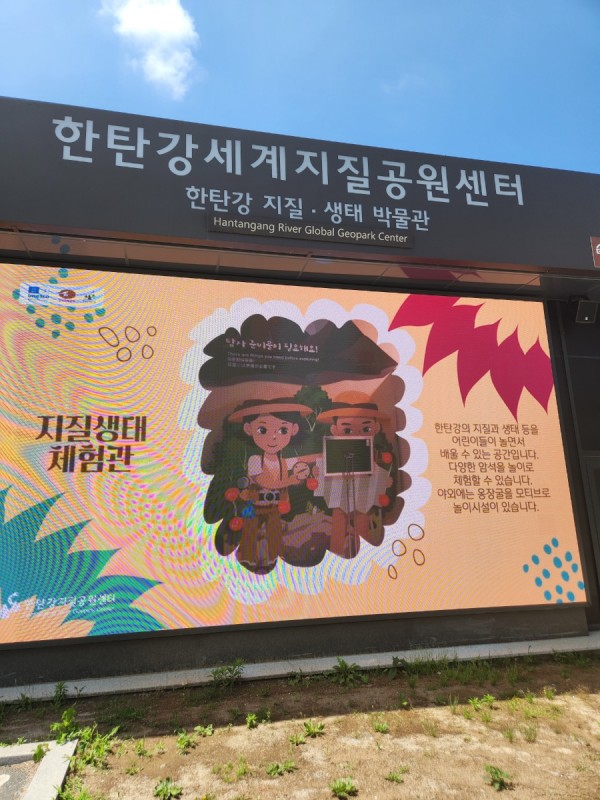 한탄강세계지질공원센터
한탄강 지질 · 생태 박물관
Hantangang River Global Geopark Center
지질생태
체험관
한탄강의 지질과 생태 등을
어린이들이 놀면서
배울 수 있는 공간입니다.
다양한 암석을 놀이로
체험할 수 있습니다.
야외에는 옹장굴을 모티브로
놀이시설이 있습니다.